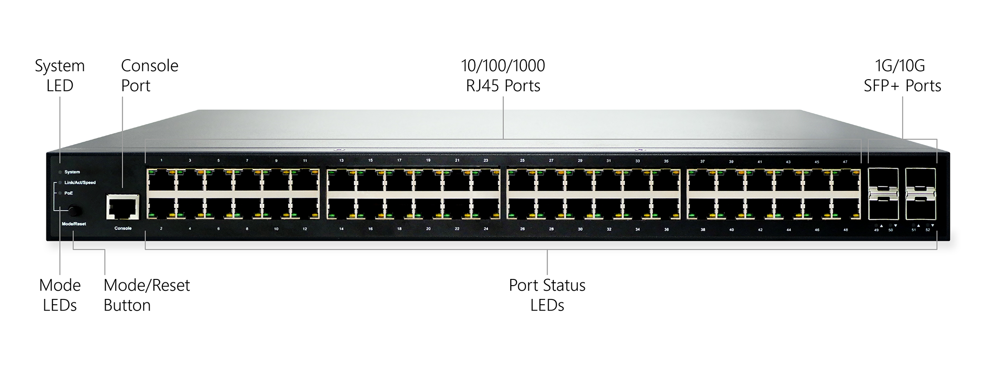 System
LED
Console
Port
10/100/1000
RJ45 Ports
1G/10G
SFP+ Ports
1 3 5 7 9 11 13 15 17 19 21 23 25 27 29 31 33 35 37 39 41 43 45 47
System
Link/Act/Speed
PoE
Mode/Reset
Console
2 4 6 8 10 12 14 16 18 20 22 24 26 28 30 32 34 36 38 40 42 44 46 48
49▲ 50▼ 51▲ 52▼
Mode
LEDs
Mode/Reset
Button
Port Status
LEDs